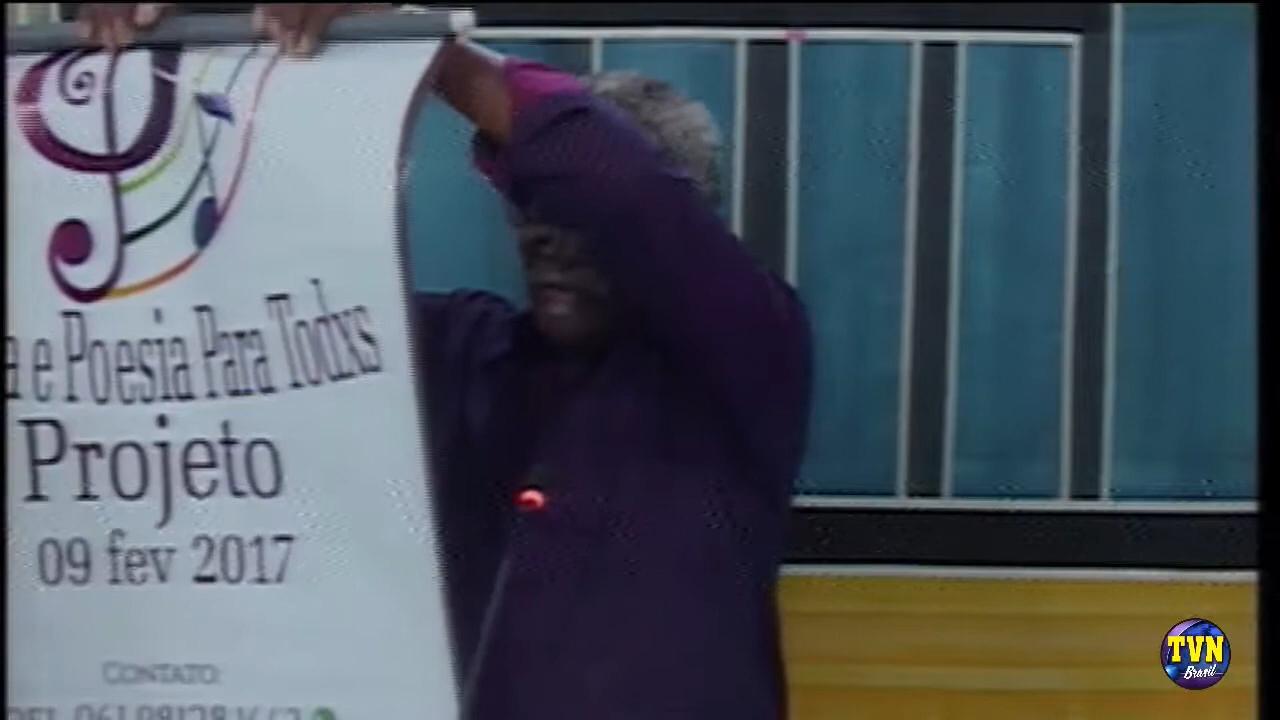 a e Poesia Para Todxs
Projeto
09 fev 2017
CONTATO:
TVN
Brasil